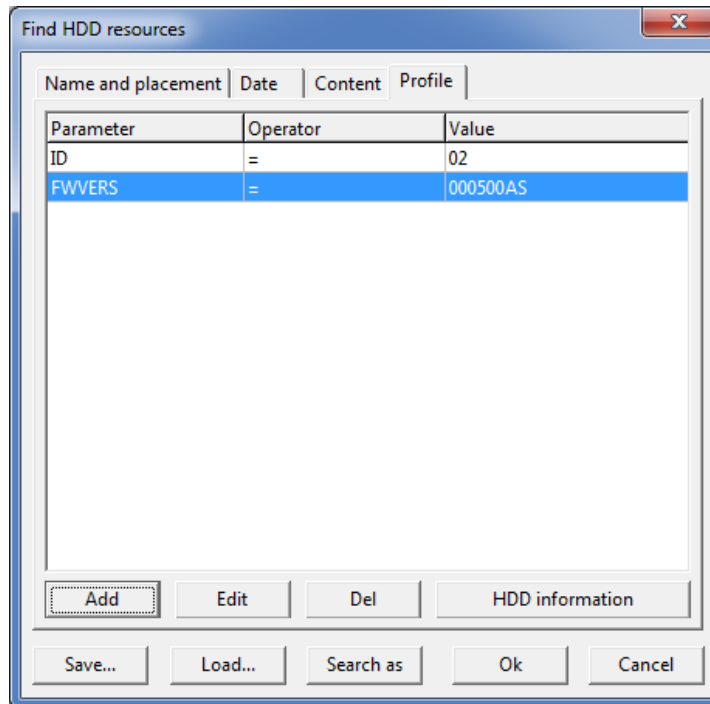 Find HDD resources
Name and placement Date Content Profile
Parameter Operator Value
ID = 02
FWVERS = 000500AS
Add Edit Del HDD information
Save... Load... Search as Ok Cancel